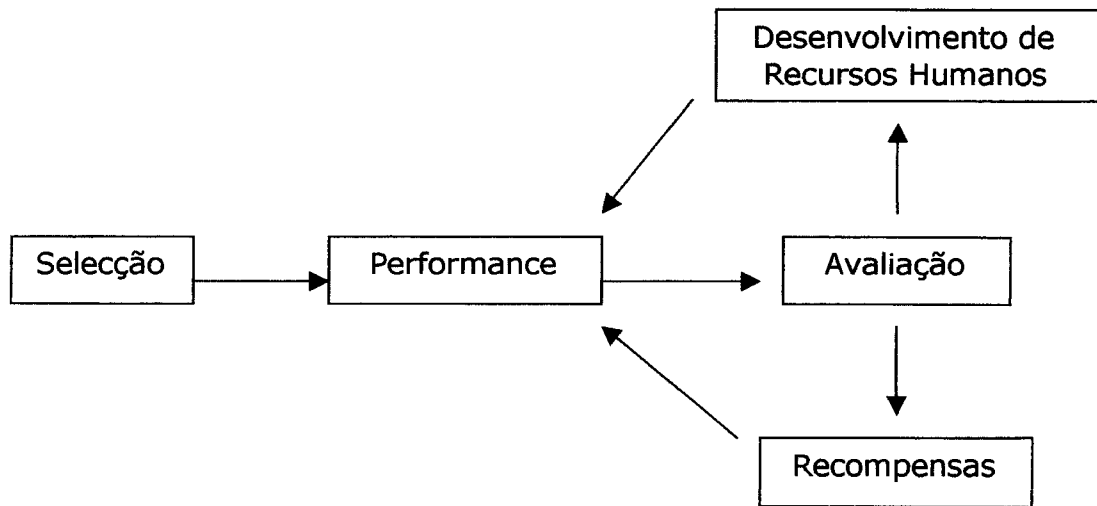 Desenvolvimento de
Recursos Humanos
Selecção
Performance
Avaliação
Recompensas